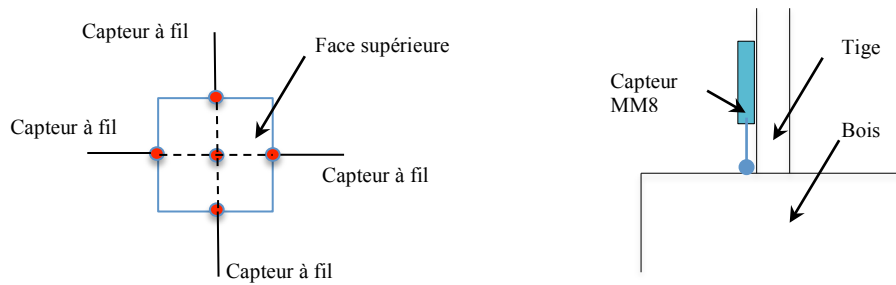 Capteur à fil
Face supérieure
Capteur à fil
Capteur à fil
Capteur à fil
Tige
Capteur
MM8
Bois